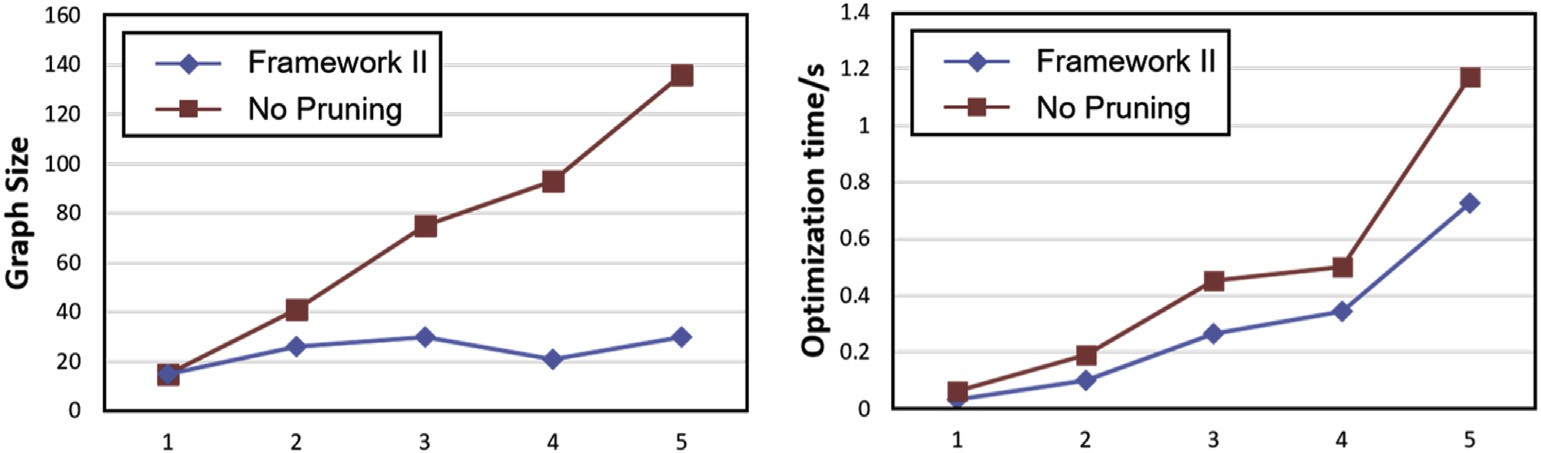 Graph Size
160
140
120
100
80
60
40
20
0
Framework II
No Pruning
1 2 3 4 5
Optimization time/s
1.4
1.2
1
0.8
0.6
0.4
0.2
0
Framework II
No Pruning
1 2 3 4 5